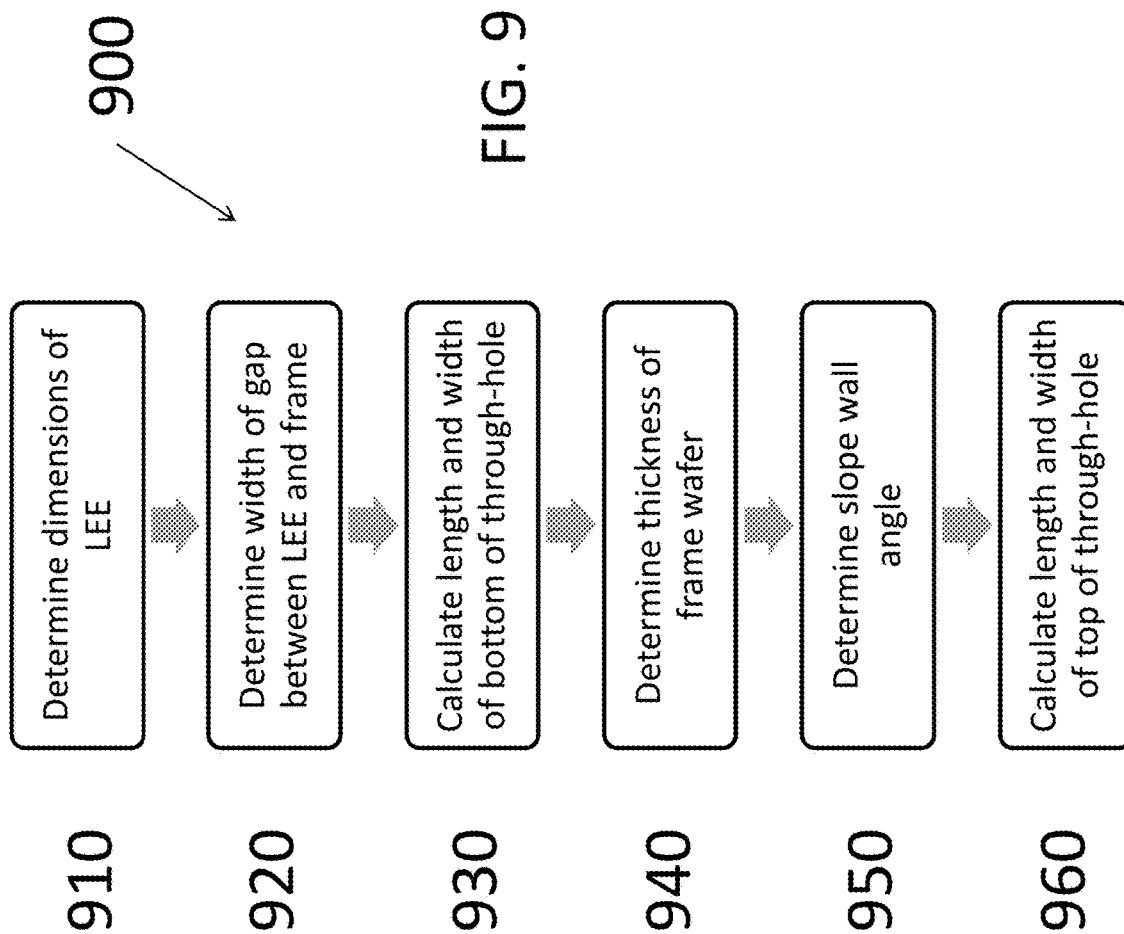 900
910
Determine dimensions of
LEE
920
Determine width of gap
between LEE and frame
930
Calculate length and width
of bottom of through-hole
940
Determine thickness of
frame wafer
950
Determine slope wall
angle
960
Calculate length and width
of top of through-hole
FIG. 9